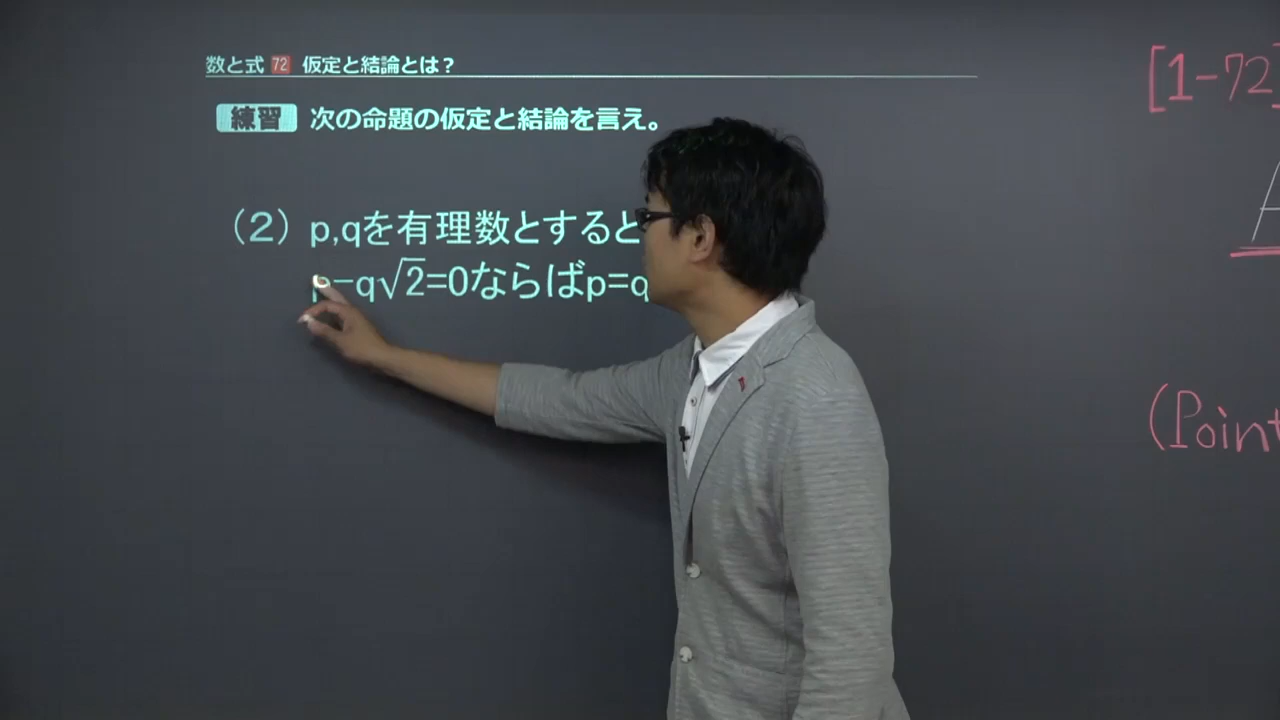 数と式 72 仮定と結論とは？
練習 次の命題の仮定と結論を言え。
(2) p,qを有理数とすると
p-q√2=0ならばp=q
[1-72]
(Point